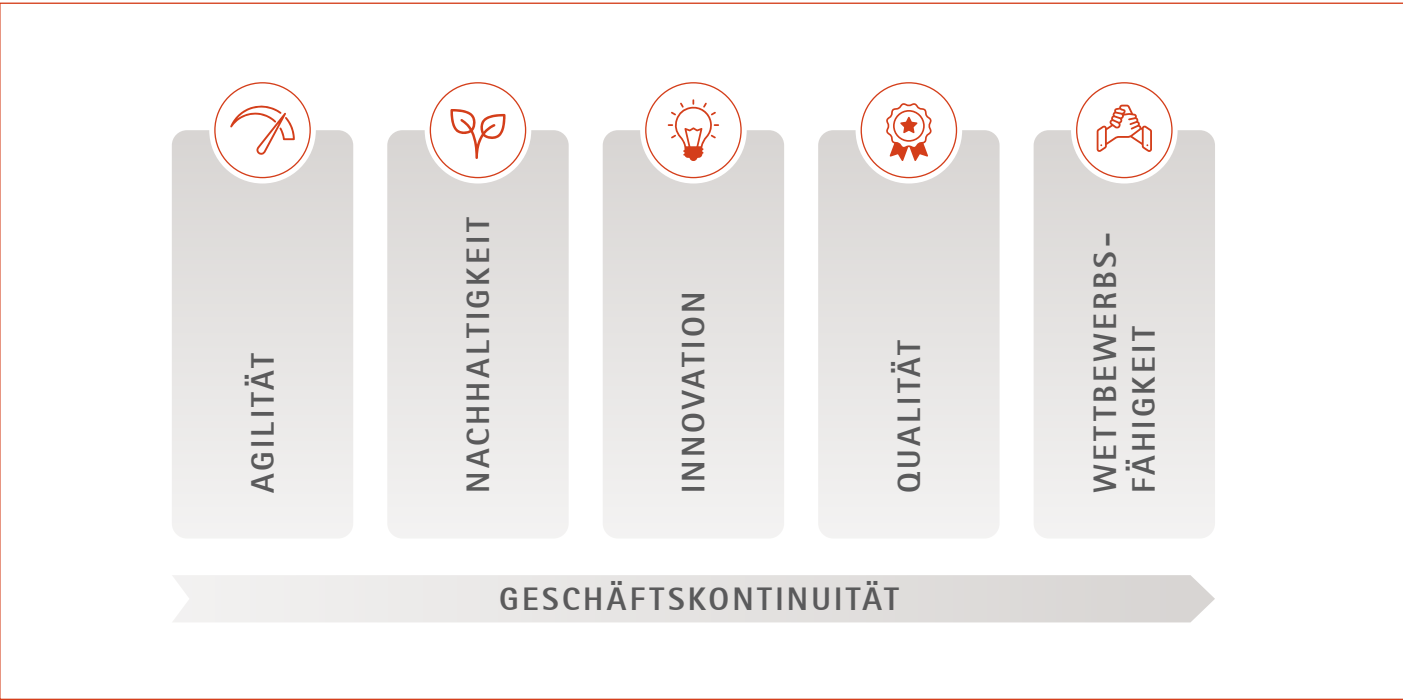 AGILITÄT
NACHHALTIGKEIT
INNOVATION
QUALITÄT
WETTBEWERBS-
FÄHIGKEIT
GESCHÄFTSKONTINUITÄT